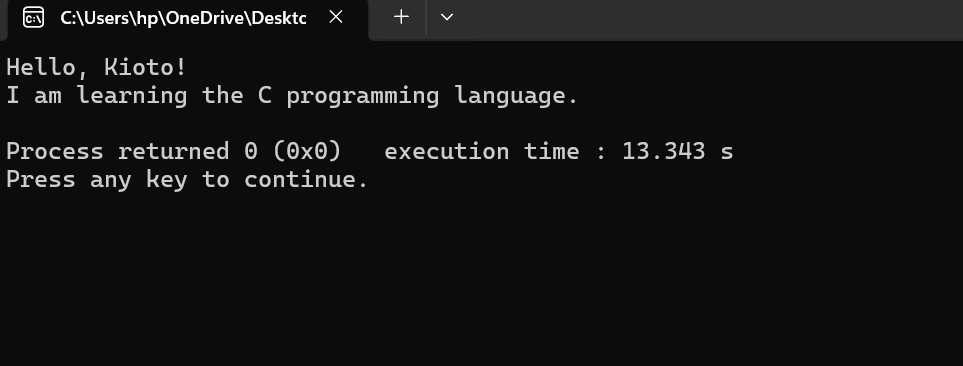 C:\Users\hp\OneDrive\Desktc
Hello, Kioto!
I am learning the C programming language.
Process returned 0 (0x0)   execution time : 13.343 s
Press any key to continue.